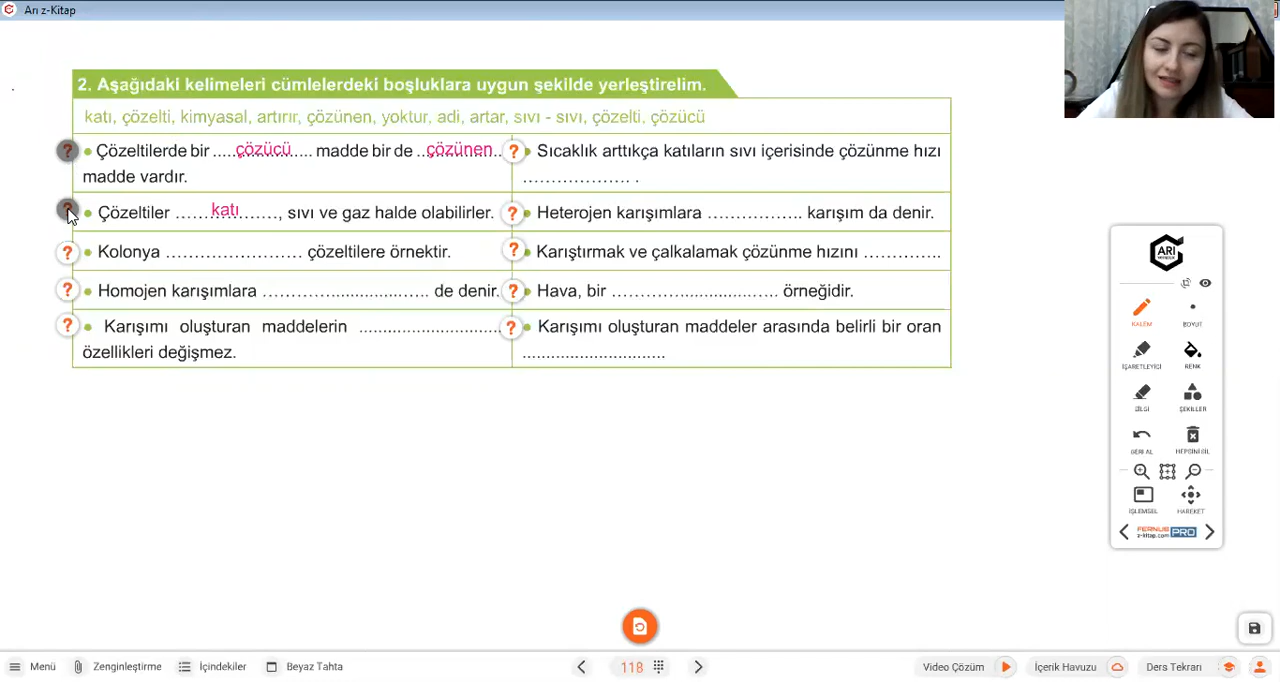 Arı z-Kitap
2. Aşağıdaki kelimeleri cümlelerdeki boşluklara uygun şekilde yerleştirelim.
katı, çözelti, kimyasal, artırır, çözünen, yoktur, adi, artar, sıvı - sıvı, çözelti, çözücü
? • Çözeltilerde bir .....çözücü..... madde bir de ..çözünen..
madde vardır.
? • Çözeltiler ......katı......., sıvı ve gaz halde olabilirler.
? • Kolonya ........................ çözeltilere örnektir.
? • Homojen karışımlara ............................... de denir.
? • Karışımı oluşturan maddelerin ............................
özellikleri değişmez.
? • Sıcaklık arttıkça katıların sıvı içerisinde çözünme hızı
................... .
? • Heterojen karışımlara ................. karışım da denir.
? • Karıştırmak ve çalkalamak çözünme hızını ..............
? • Hava, bir ............................... örneğidir.
? • Karışımı oluşturan maddeler arasında belirli bir oran
.............................
ARI
KALEM
BOYUT
İŞARETLEYİCİ
RENK
SİLGİ
ŞEKİLLER
GERİ AL
HEPSİNİ SİL
İŞLEMSEL
HAREKET
FERNUS
z-kitap.com PRO
Menü
Zenginleştirme
İçindekiler
Beyaz Tahta
118
Video Çözüm
İçerik Havuzu
Ders Tekrarı